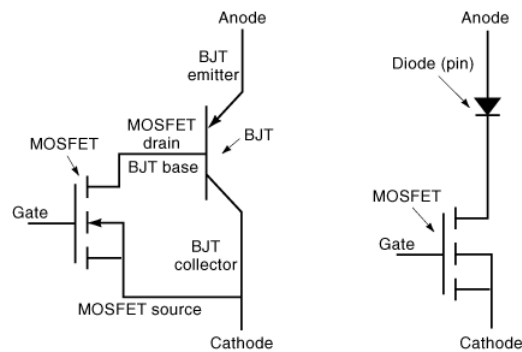 Anode
BJT
emitter
MOSFET
drain
MOSFET
BJT
BJT base
Gate
BJT
collector
MOSFET source
Cathode
Anode
Diode (pin)
MOSFET
Gate
Cathode